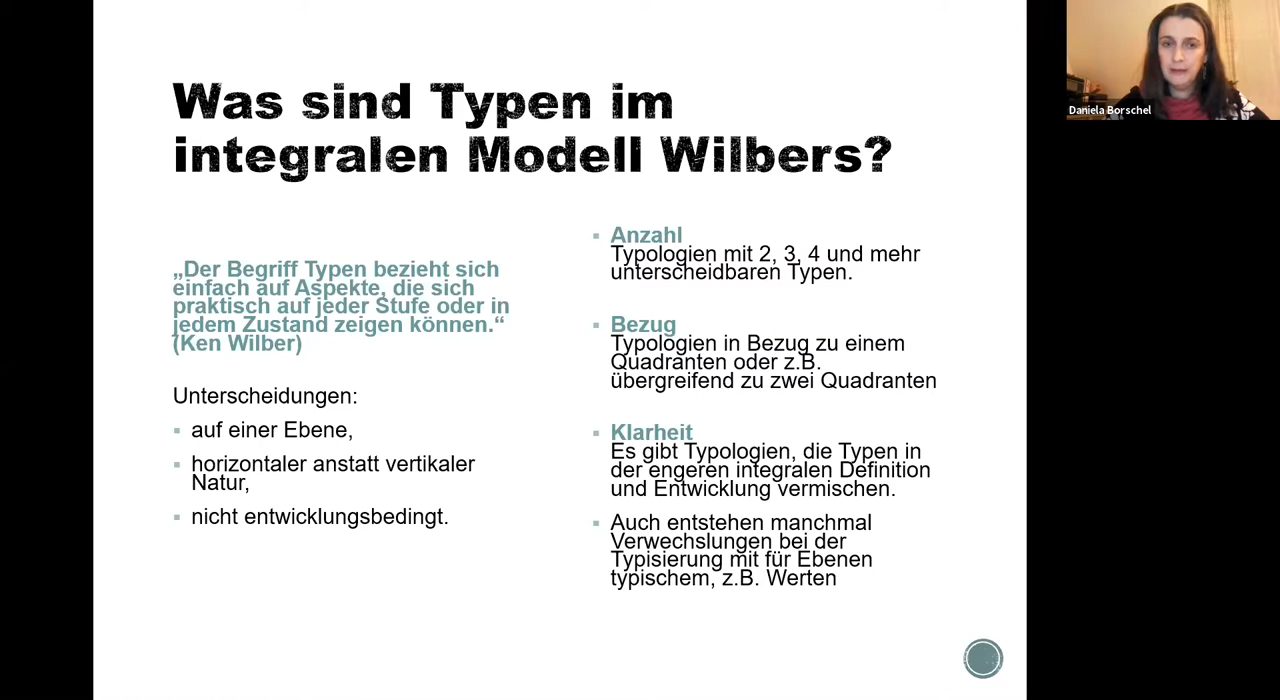 Was sind Typen im
integralen Modell Wilbers?
„Der Begriff Typen bezieht sich
einfach auf Aspekte, die sich
praktisch auf jeder Stufe oder in
jedem Zustand zeigen können.“
(Ken Wilber)
Unterscheidungen:
▪ auf einer Ebene,
▪ horizontaler anstatt vertikaler
Natur,
▪ nicht entwicklungsbedingt.
▪ Anzahl
Typologien mit 2, 3, 4 und mehr
unterscheidbaren Typen.
▪ Bezug
Typologien in Bezug zu einem
Quadranten oder z.B.
übergreifend zu zwei Quadranten
▪ Klarheit
Es gibt Typologien, die Typen in
der engeren integralen Definition
und Entwicklung vermischen.
▪ Auch entstehen manchmal
Verwechslungen bei der
Typisierung mit für Ebenen
typischem, z.B. Werten
Daniela Borschel